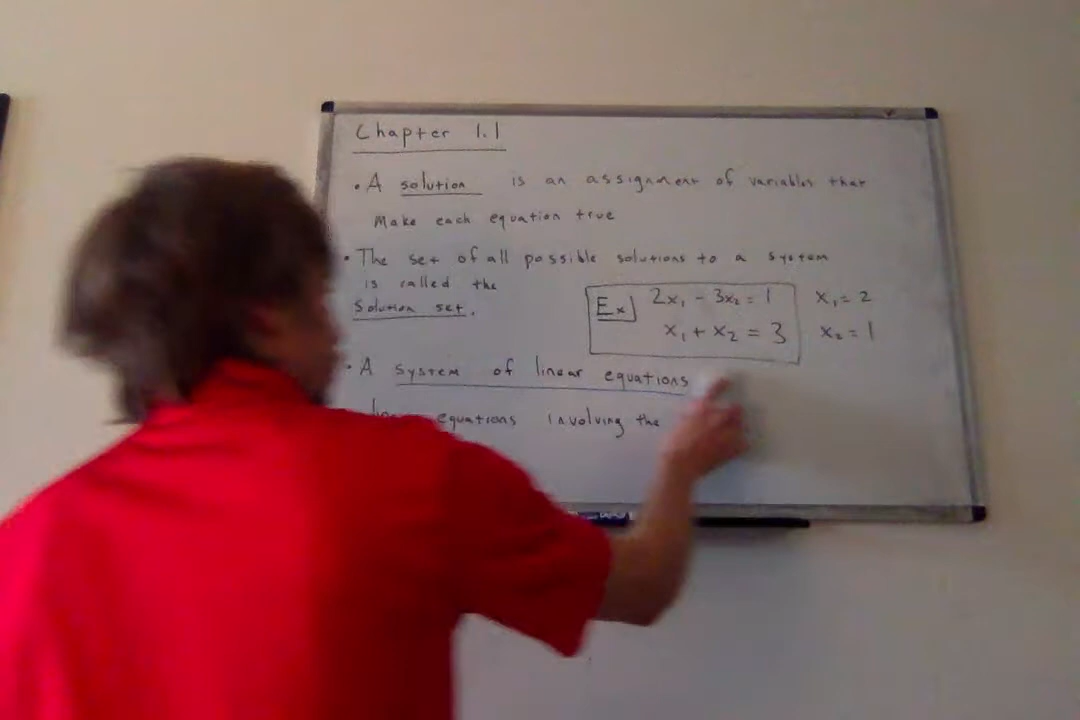 Chapter 1.1
• A solution is an assignment of variables that
Make each equation true
• The set of all possible solutions to a system
is called the
Solution set.
Ex 2x₁ - 3x₂ = 1 x₁ = 2
x₁ + x₂ = 3 x₂ = 1
• A system of linear equations
equations involving the